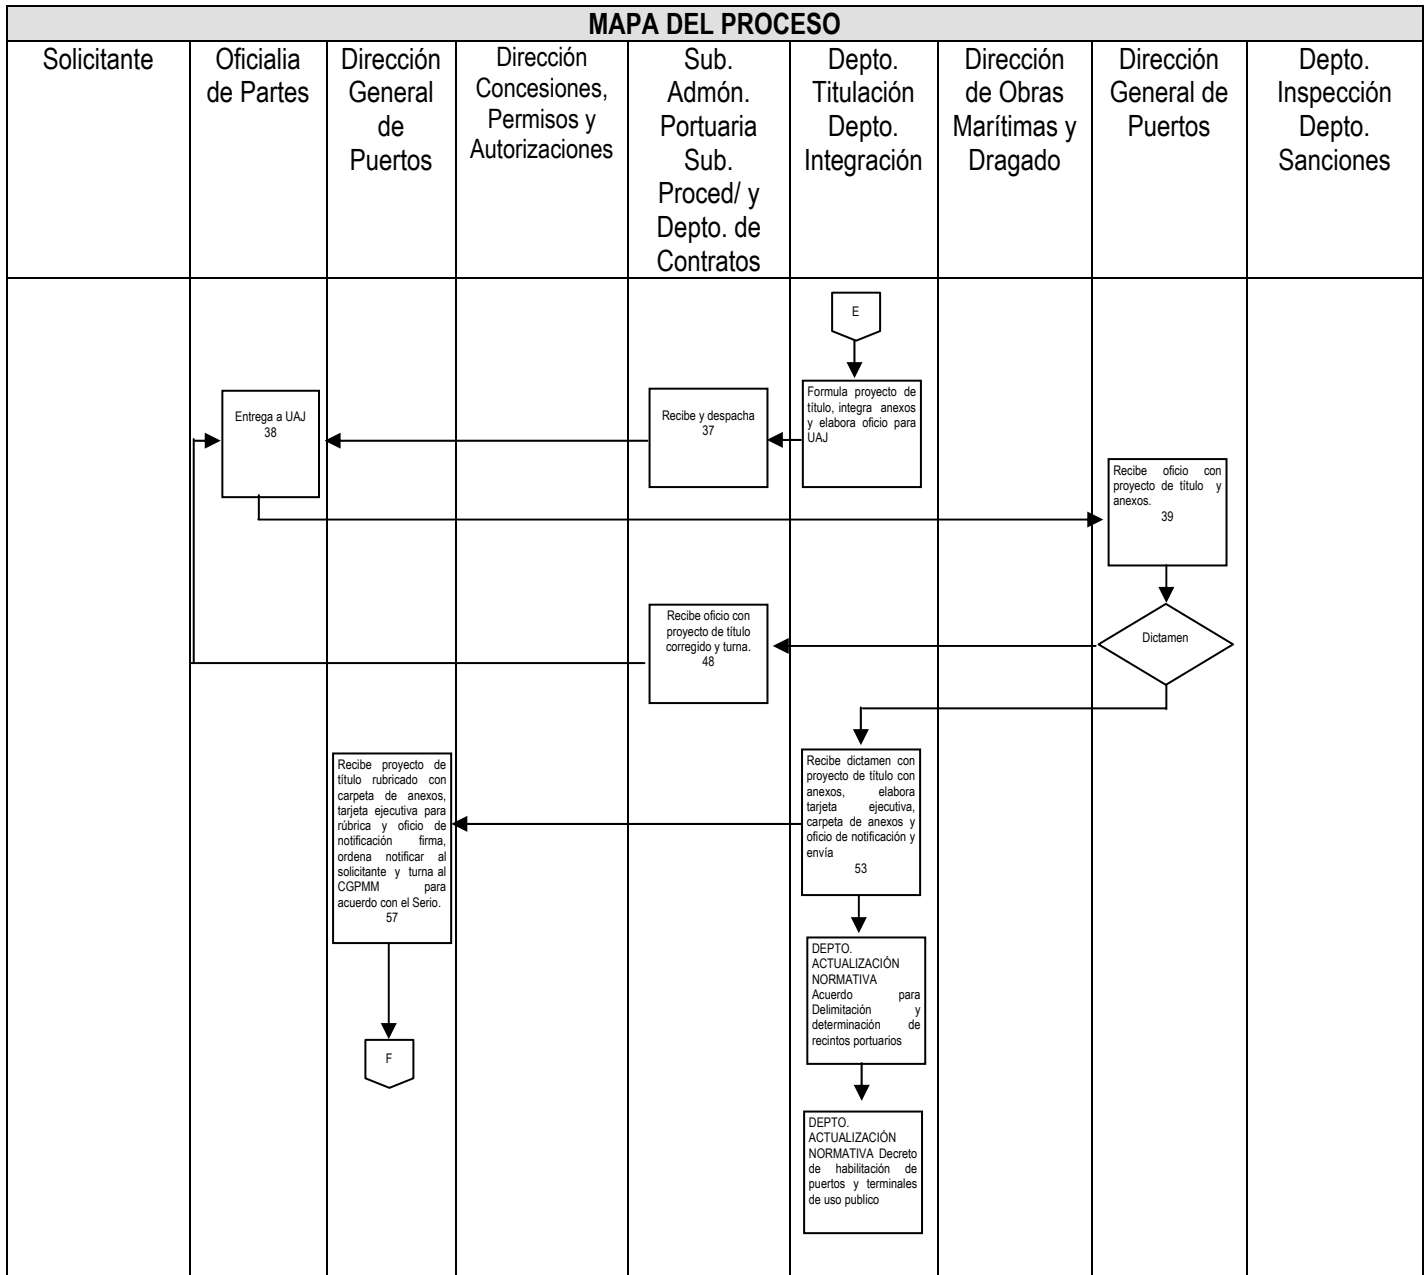 MAPA DEL PROCESO
Solicitante
Oficialia
de Partes
Dirección
General
de
Puertos
Dirección
Concesiones,
Permisos y
Autorizaciones
Sub.
Admón.
Portuaria
Sub.
Proced/ y
Depto. de
Contratos
Depto.
Titulación
Depto.
Integración
Dirección
de Obras
Marítimas y
Dragado
Dirección
General de
Puertos
Depto.
Inspección
Depto.
Sanciones
E
Formula proyecto de
título, integra anexos
y elabora oficio para
UAJ
Recibe y despacha
37
Entrega a UAJ
38
Recibe oficio con
proyecto de título y
anexos.
39
Dictamen
Recibe oficio con
proyecto de título
corregido y turna.
48
Recibe dictamen con
proyecto de título con
anexos, elabora
tarjeta ejecutiva,
carpeta de anexos y
oficio de notificación y
envía
53
Recibe proyecto de
título rubricado con
carpeta de anexos,
tarjeta ejecutiva para
rúbrica y oficio de
notificación firma,
ordena notificar al
solicitante y turna al
CGPMM para
acuerdo con el Serio.
57
F
DEPTO.
ACTUALIZACIÓN
NORMATIVA
Acuerdo para
Delimitación y
determinación de
recintos portuarios
DEPTO.
ACTUALIZACIÓN
NORMATIVA Decreto
de habilitación de
puertos y terminales
de uso publico